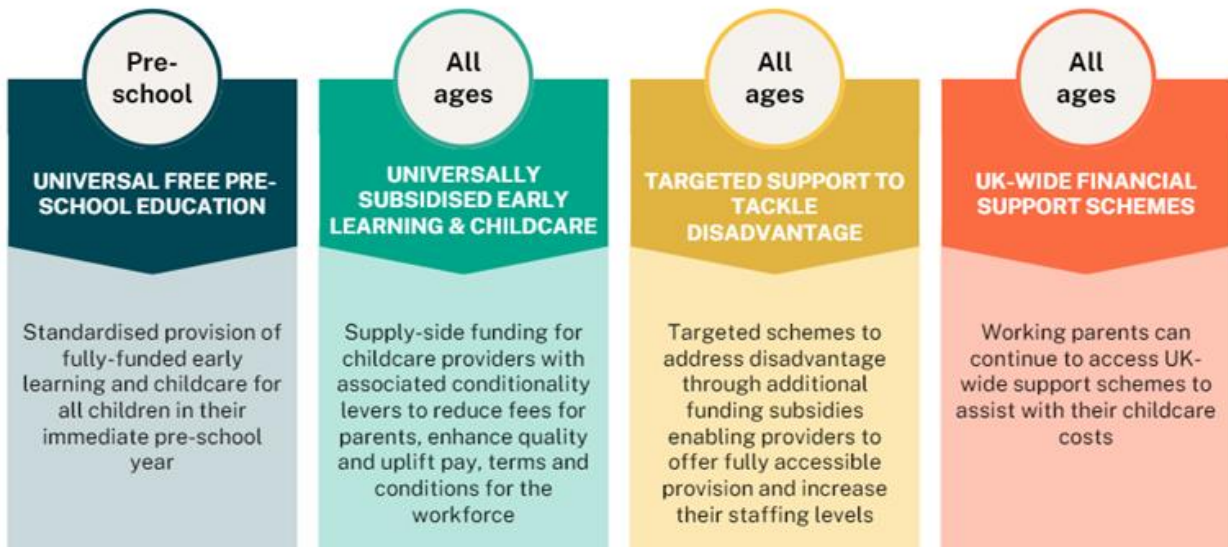 Pre-
school
UNIVERSAL FREE PRE-
SCHOOL EDUCATION
Standardised provision of
fully-funded early
learning and childcare for
all children in their
immediate pre-school
year
All
ages
UNIVERSALLY
SUBSIDISED EARLY
LEARNING & CHILDCARE
Supply-side funding for
childcare providers with
associated conditionality
levers to reduce fees for
parents, enhance quality
and uplift pay, terms and
conditions for the
workforce
All
ages
TARGETED SUPPORT TO
TACKLE
DISADVANTAGE
Targeted schemes to
address disadvantage
through additional
funding subsidies
enabling providers to
offer fully accessible
provision and increase
their staffing levels
All
ages
UK-WIDE FINANCIAL
SUPPORT SCHEMES
Working parents can
continue to access UK-
wide support schemes to
assist with their childcare
costs